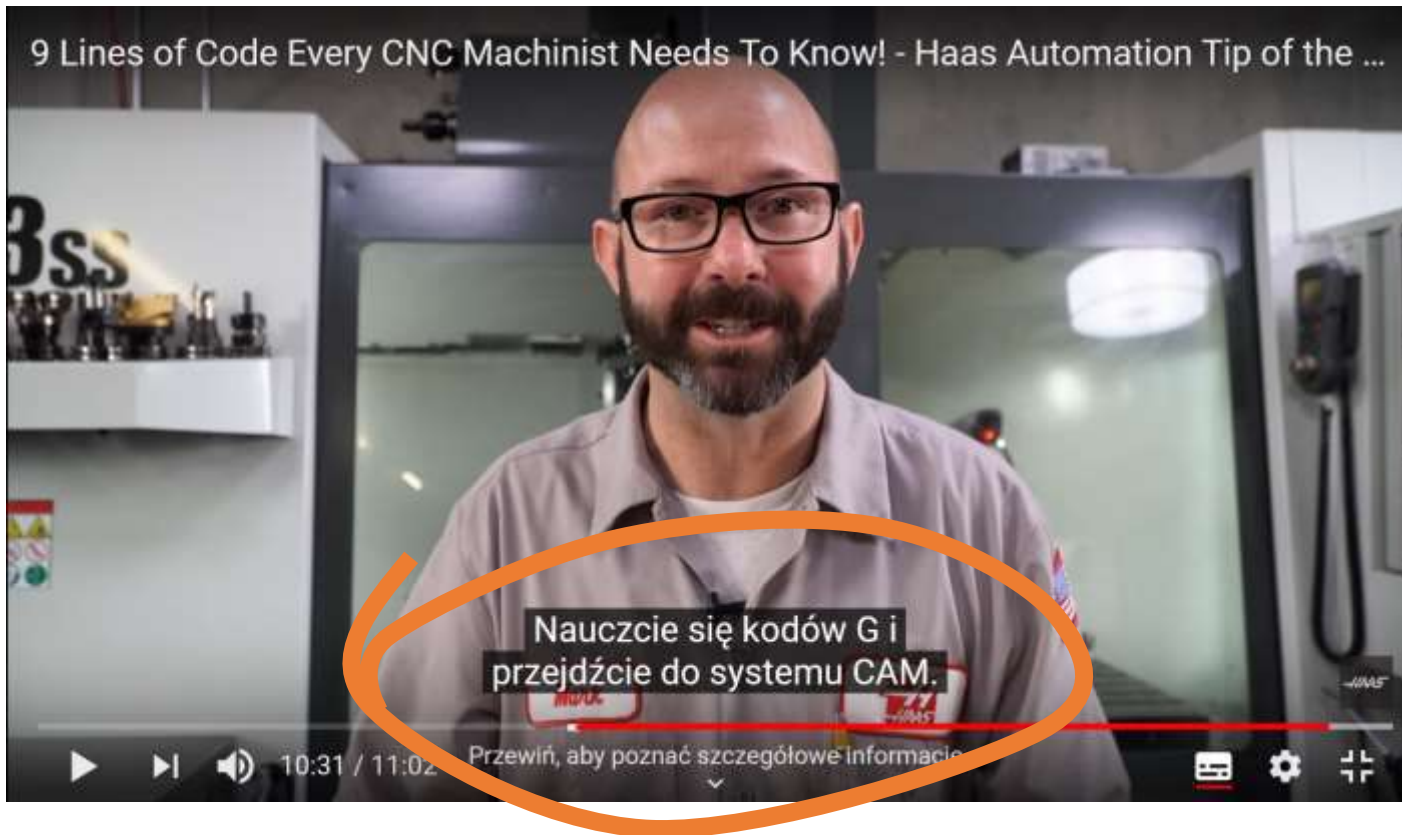 9 Lines of Code Every CNC Machinist Needs To Know! - Haas Automation Tip of the ...
3ss
Nauczcie się kodów G i
przejdźcie do systemu CAM.
HAAS
HAAS
10:31 / 11:02
Przewiń, aby poznać szczegółowe informacje